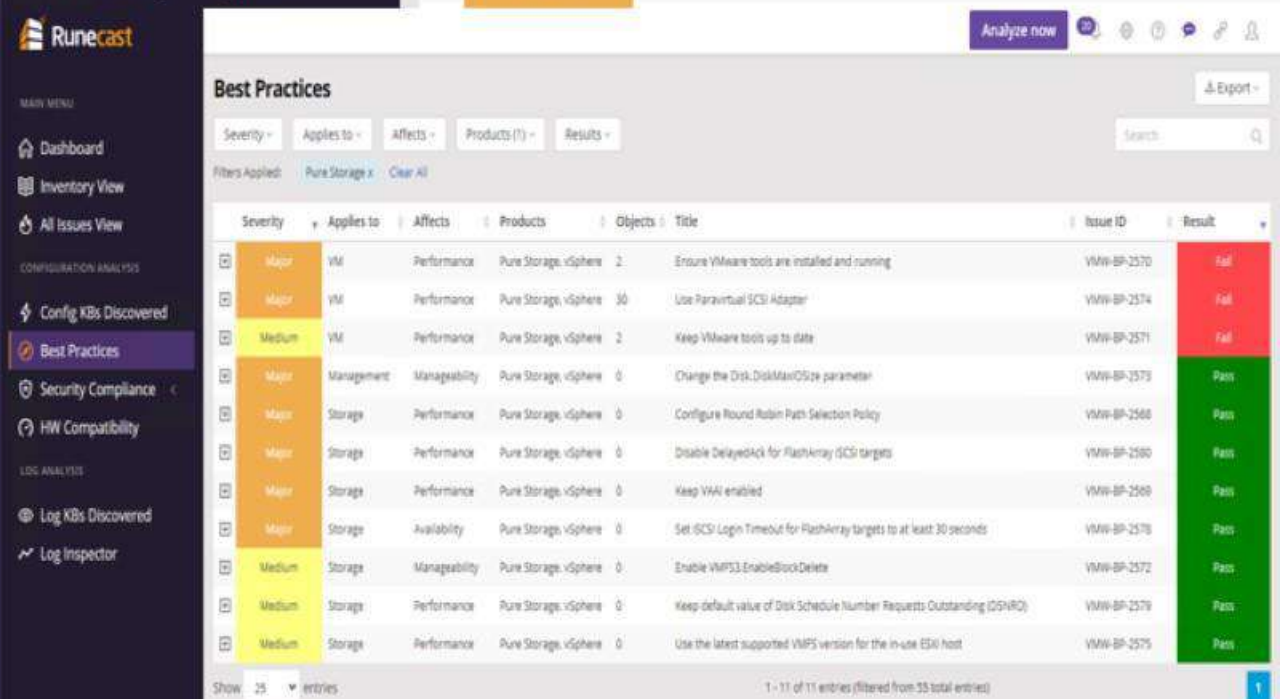 Runecast
Analyze now
20
MAIN MENU
Dashboard
Inventory View
All Issues View
CONFIGURATION ANALYSIS
Config KBs Discovered
Best Practices
Security Compliance <
HW Compatibility
LOG ANALYSIS
Log KBs Discovered
Log Inspector
Best Practices
Export
Severity Applies to Affects Products (1) Results
Search
Filters Applied: Pure Storage x Clear All
Severity Applies to Affects Products Objects Title Issue ID Result
Major VM Performance Pure Storage, vSphere 2 Ensure VMware tools are installed and running VMW-BP-2570 Fail
Major VM Performance Pure Storage, vSphere 30 Use Paravirtual SCSI Adapter VMW-BP-2574 Fail
Medium VM Performance Pure Storage, vSphere 2 Keep VMware tools up to date VMW-BP-2571 Fail
Major Management Manageability Pure Storage, vSphere 0 Change the Disk.DiskMaxIOSize parameter VMW-BP-2573 Pass
Major Storage Performance Pure Storage, vSphere 0 Configure Round Robin Path Selection Policy VMW-BP-2568 Pass
Major Storage Performance Pure Storage, vSphere 0 Disable DelayedAck for FlashArray iSCSI targets VMW-BP-2580 Pass
Major Storage Performance Pure Storage, vSphere 0 Keep VAAI enabled VMW-BP-2569 Pass
Major Storage Availability Pure Storage, vSphere 0 Set iSCSI Login Timeout for FlashArray targets to at least 30 seconds VMW-BP-2578 Pass
Medium Storage Manageability Pure Storage, vSphere 0 Enable VMFS3.EnableBlockDelete VMW-BP-2572 Pass
Medium Storage Performance Pure Storage, vSphere 0 Keep default value of Disk Schedule Number Requests Outstanding (DSNRO) VMW-BP-2579 Pass
Medium Storage Performance Pure Storage, vSphere 0 Use the latest supported VMFS version for the in-use ESXi host VMW-BP-2575 Pass
Show 25 entries
1 - 11 of 11 entries (filtered from 55 total entries)
1